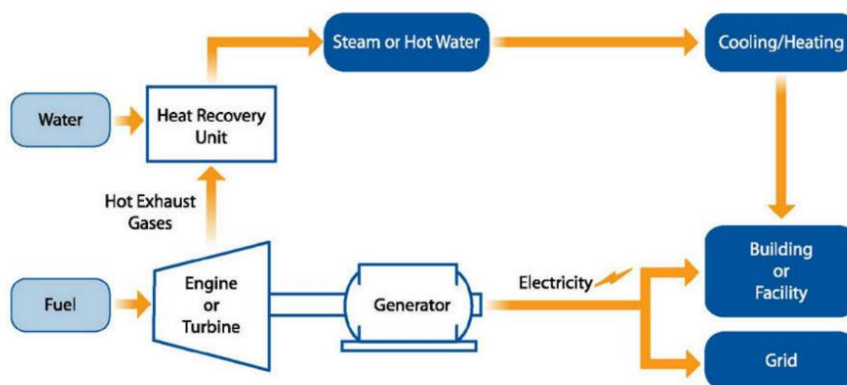 Steam or Hot Water
Cooling/Heating
Water
Heat Recovery
Unit
Hot Exhaust
Gases
Fuel
Engine
or
Turbine
Generator
Electricity
Building
or
Facility
Grid